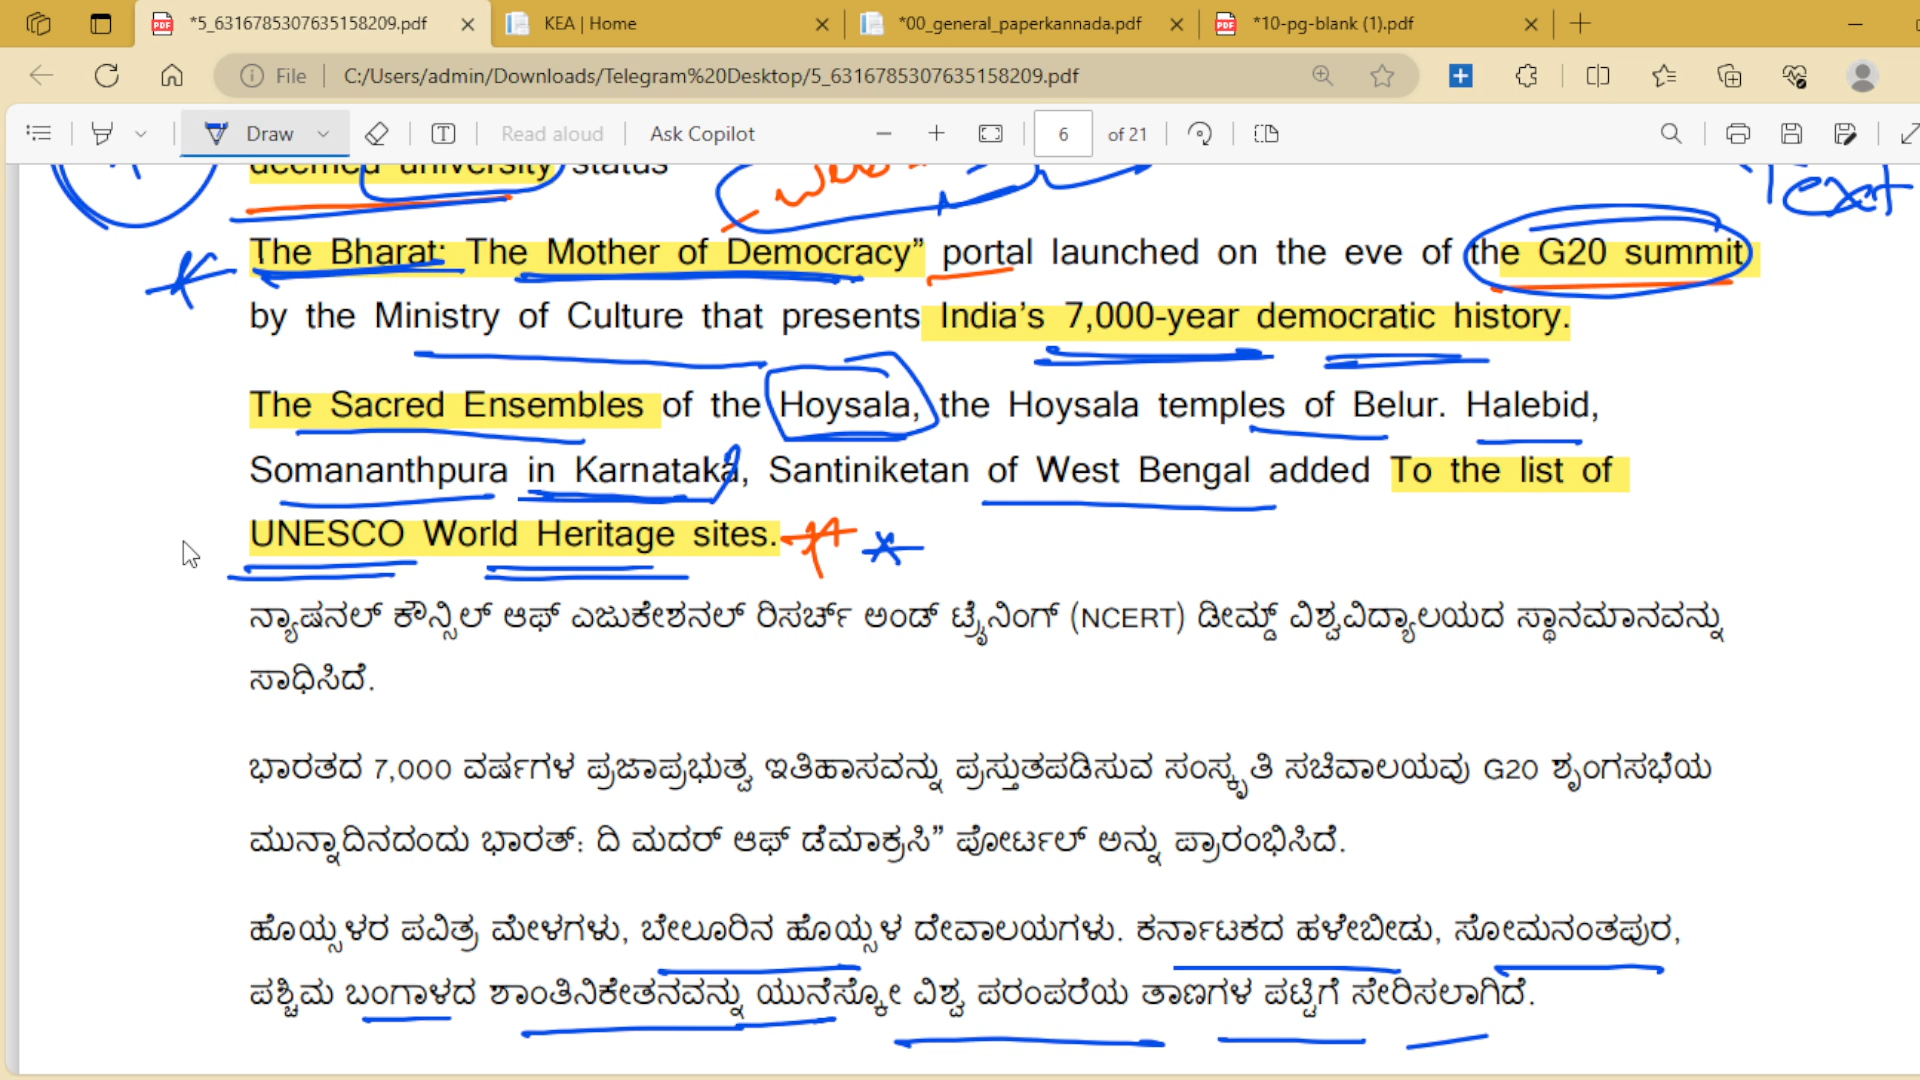 *5_6316785307635158209.pdf
KEA | Home
*00_general_paperkannada.pdf
*10-pg-blank (1).pdf
File
C:/Users/admin/Downloads/Telegram%20Desktop/5_6316785307635158209.pdf
Draw
Read aloud
Ask Copilot
6 of 21
deemed university status
Text
The Bharat: The Mother of Democracy” portal launched on the eve of the G20 summit
by the Ministry of Culture that presents India’s 7,000-year democratic history.
The Sacred Ensembles of the Hoysala, the Hoysala temples of Belur. Halebid,
Somananthpura in Karnataka, Santiniketan of West Bengal added To the list of
UNESCO World Heritage sites.
ನ್ಯಾಷನಲ್ ಕೌನ್ಸಿಲ್ ಆಫ್ ಎಜುಕೇಶನಲ್ ರಿಸರ್ಚ್ ಅಂಡ್ ಟ್ರೈನಿಂಗ್ (NCERT) ಡೀಮ್ಡ್ ವಿಶ್ವವಿದ್ಯಾಲಯದ ಸ್ಥಾನಮಾನವನ್ನು
ಸಾಧಿಸಿದೆ.
ಭಾರತದ 7,000 ವರ್ಷಗಳ ಪ್ರಜಾಪ್ರಭುತ್ವ ಇತಿಹಾಸವನ್ನು ಪ್ರಸ್ತುತಪಡಿಸುವ ಸಂಸ್ಕೃತಿ ಸಚಿವಾಲಯವು G20 ಶೃಂಗಸಭೆಯ
ಮುನ್ನಾದಿನದಂದು ಭಾರತ್: ದಿ ಮದರ್ ಆಫ್ ಡೆಮಾಕ್ರಸಿ” ಪೋರ್ಟಲ್ ಅನ್ನು ಪ್ರಾರಂಭಿಸಿದೆ.
ಹೊಯ್ಸಳರ ಪವಿತ್ರ ಮೇಳಗಳು, ಬೇಲೂರಿನ ಹೊಯ್ಸಳ ದೇವಾಲಯಗಳು. ಕರ್ನಾಟಕದ ಹಳೇಬೀಡು, ಸೋಮನಂತಪುರ,
ಪಶ್ಚಿಮ ಬಂಗಾಳದ ಶಾಂತಿನಿಕೇತನವನ್ನು ಯುನೆಸ್ಕೋ ವಿಶ್ವ ಪರಂಪರೆಯ ತಾಣಗಳ ಪಟ್ಟಿಗೆ ಸೇರಿಸಲಾಗಿದೆ.